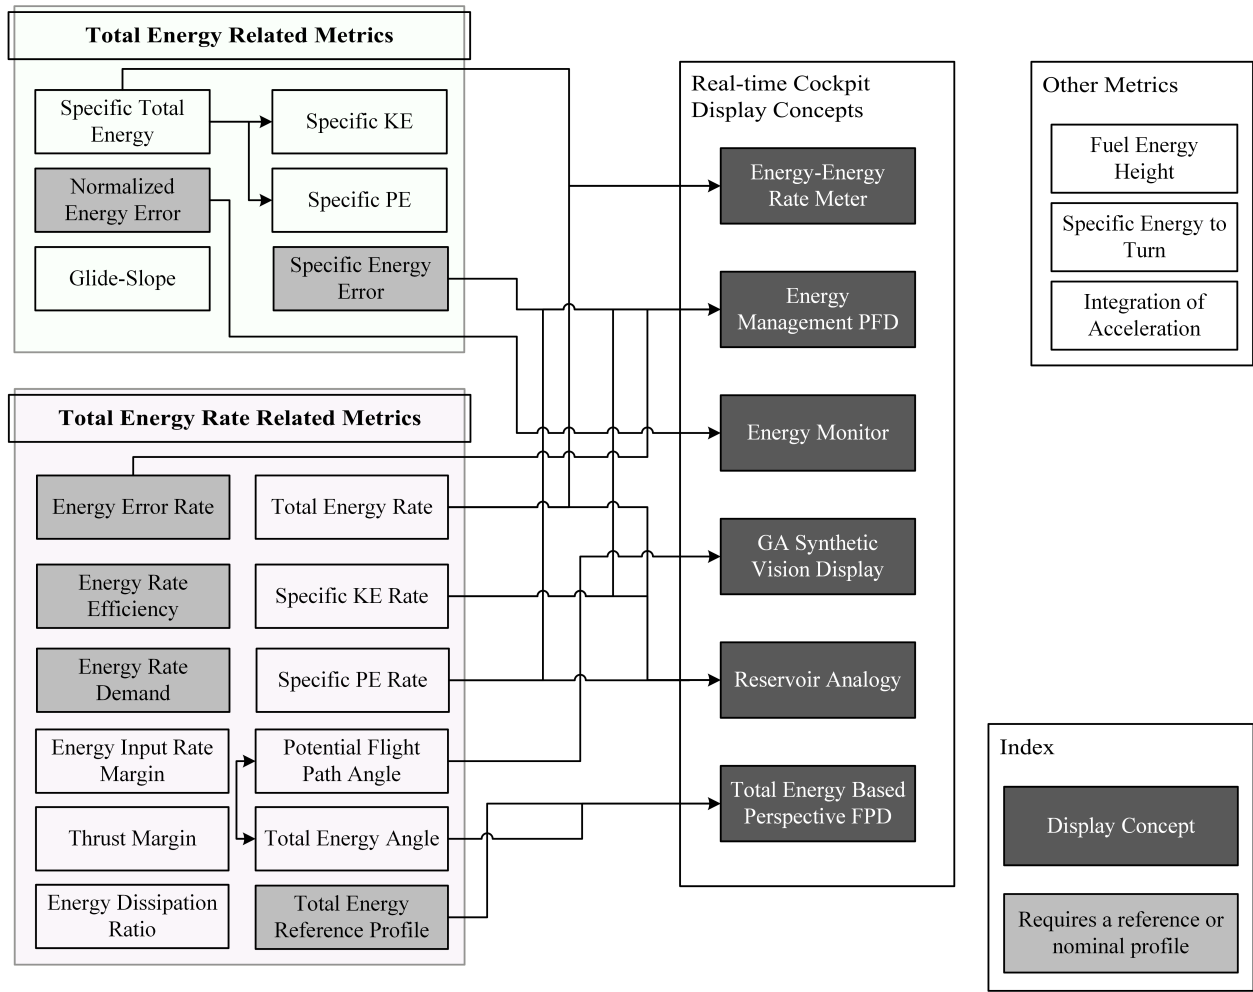 Total Energy Related Metrics
Specific Total
Energy
Specific KE
Normalized
Energy Error
Specific PE
Glide-Slope
Specific Energy
Error
Total Energy Rate Related Metrics
Energy Error Rate
Total Energy Rate
Energy Rate
Efficiency
Specific KE Rate
Energy Rate
Demand
Specific PE Rate
Energy Input Rate
Margin
Potential Flight
Path Angle
Thrust Margin
Total Energy Angle
Energy Dissipation
Ratio
Total Energy
Reference Profile
Real-time Cockpit
Display Concepts
Energy-Energy
Rate Meter
Energy
Management PFD
Energy Monitor
GA Synthetic
Vision Display
Reservoir Analogy
Total Energy Based
Perspective FPD
Other Metrics
Fuel Energy
Height
Specific Energy to
Turn
Integration of
Acceleration
Index
Display Concept
Requires a reference or
nominal profile